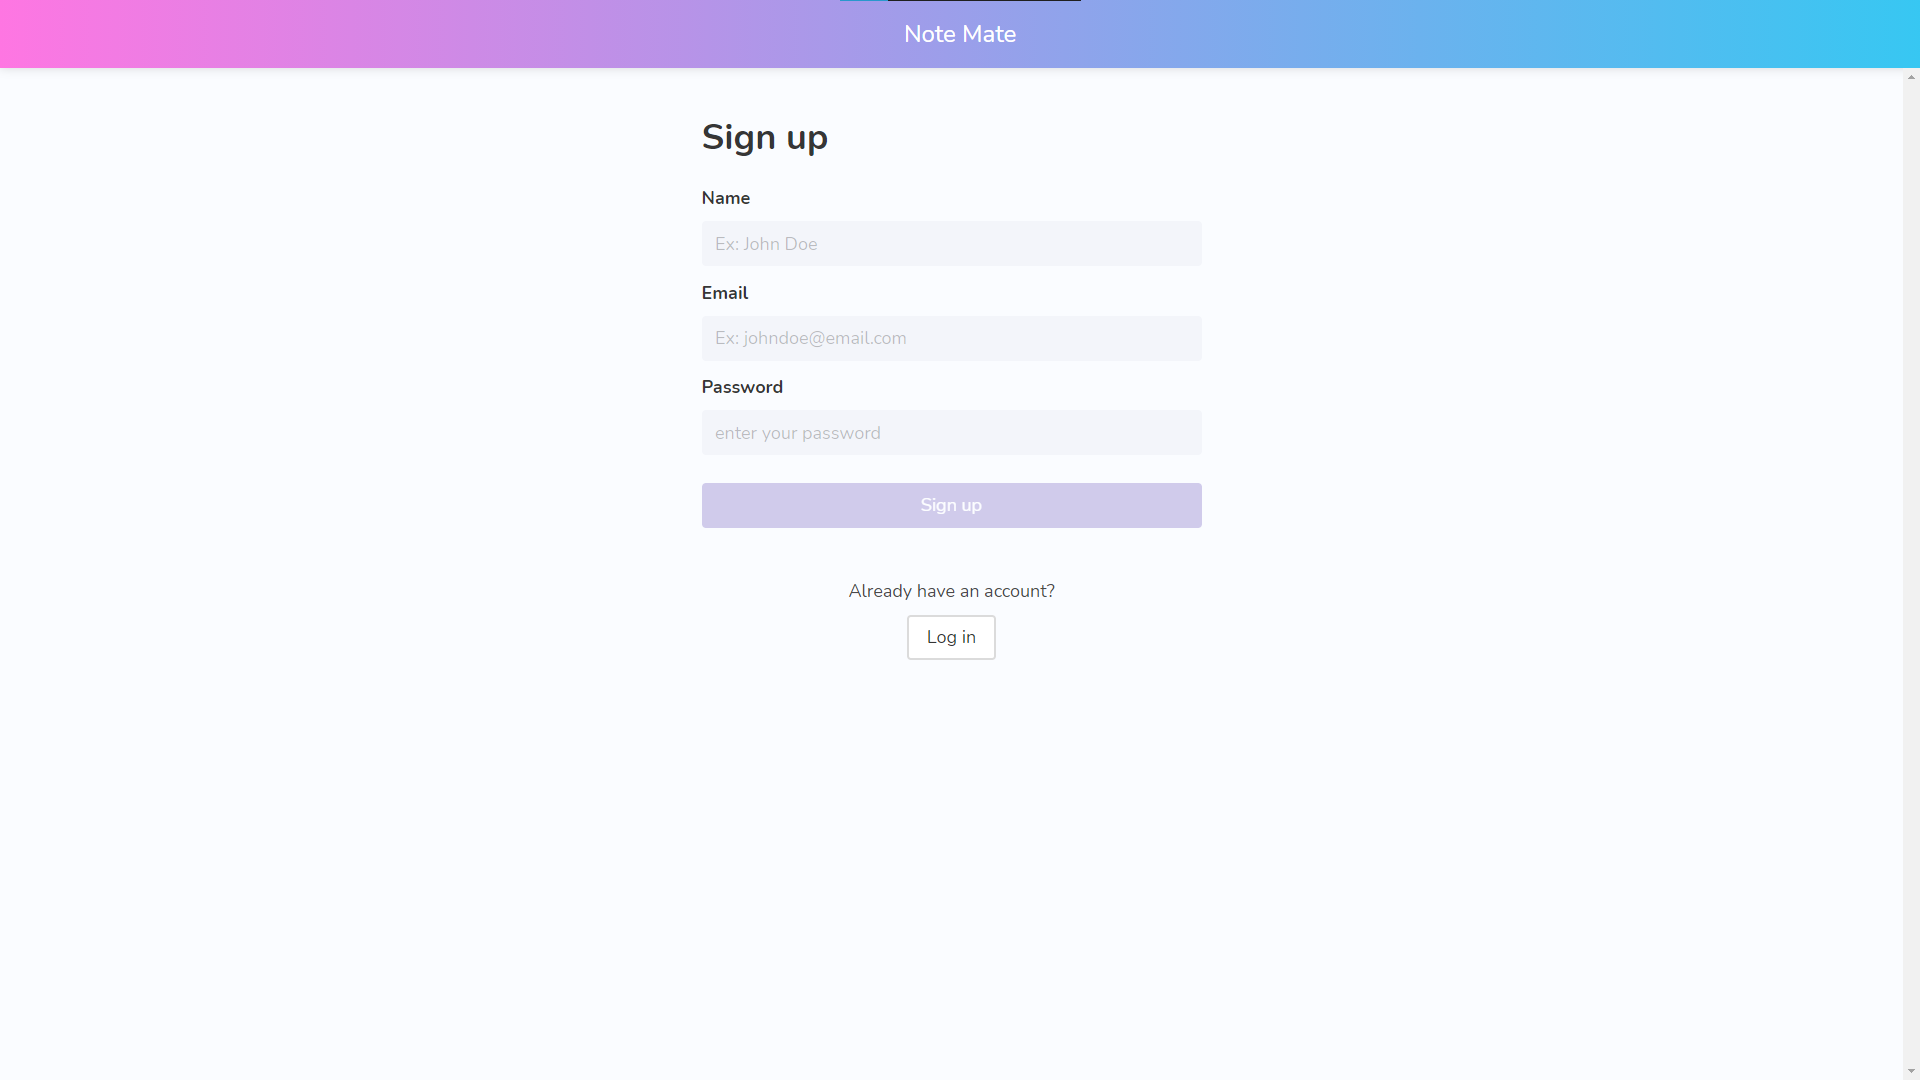 Note Mate
Sign up
Name
Ex: John Doe
Email
Ex: johndoe@email.com
Password
enter your password
Sign up
Already have an account?
Log in